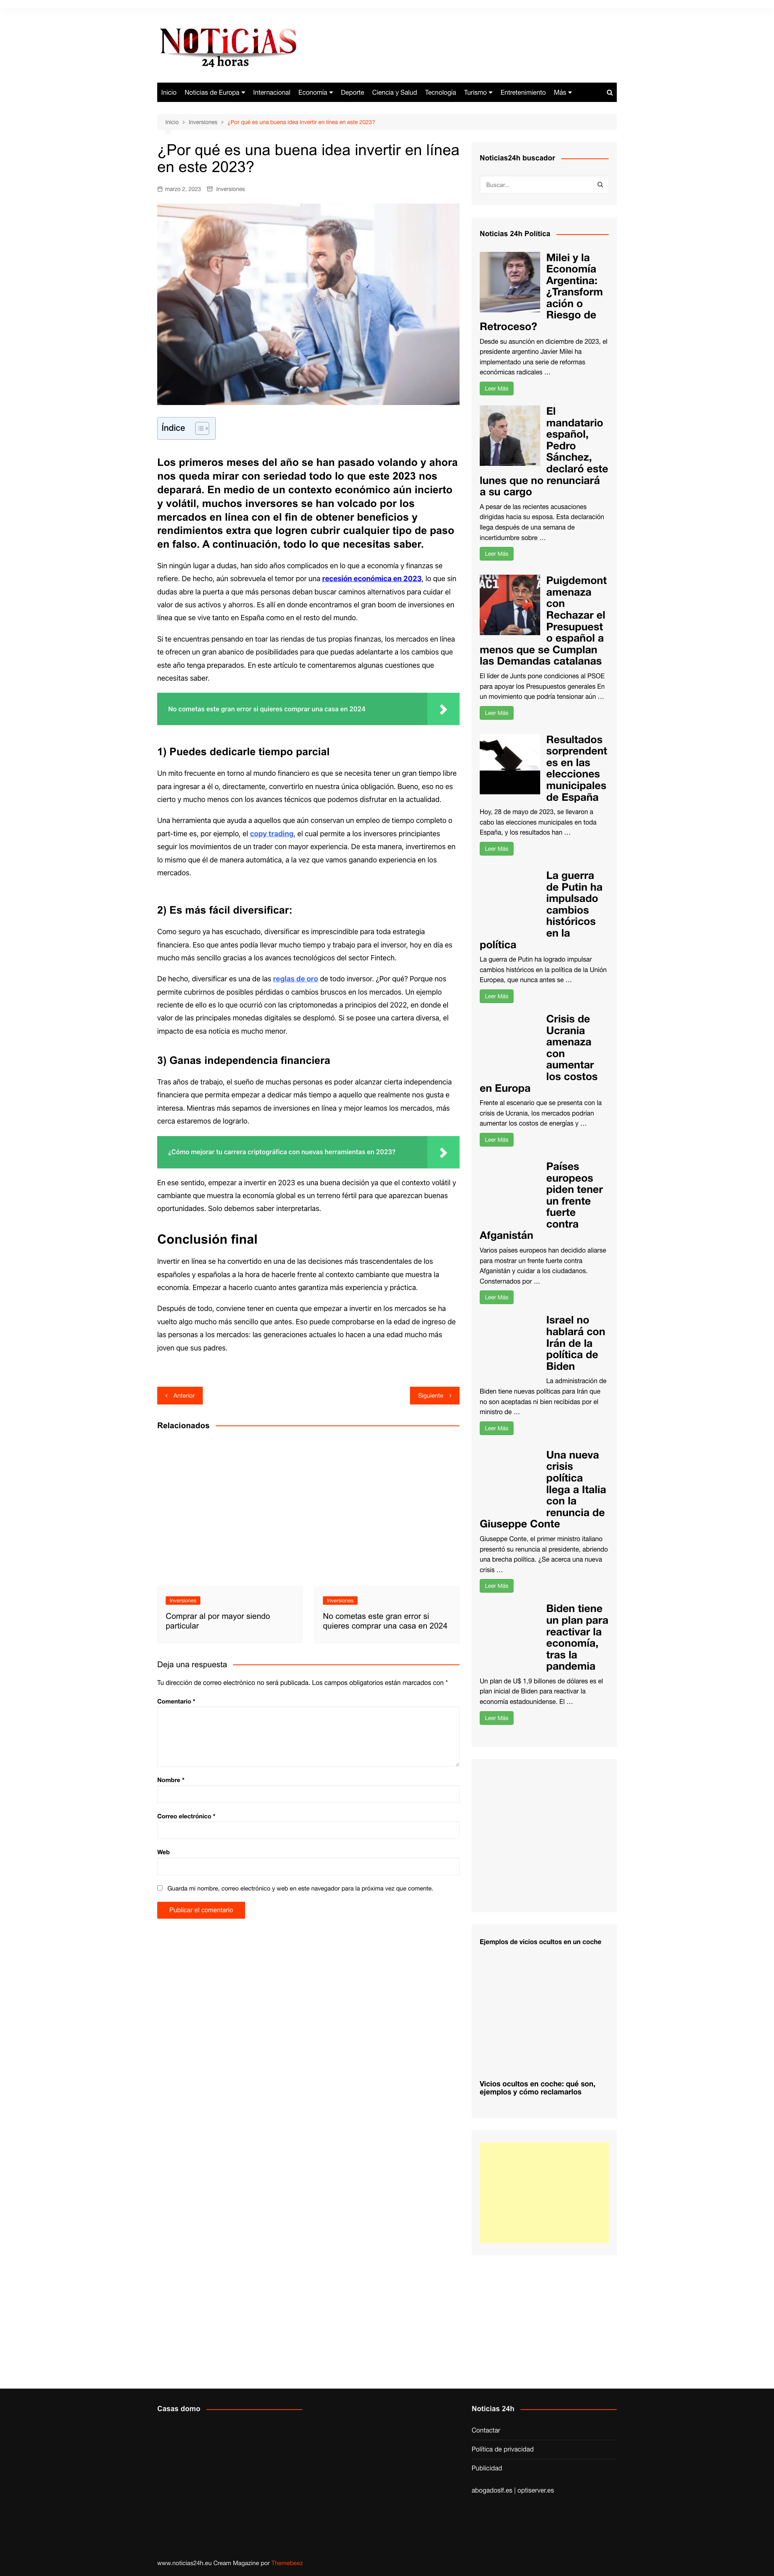 NOTICIAS
24 horas
Inicio Noticias de Europa Internacional Economía Deporte Ciencia y Salud Tecnología Turismo Entretenimiento Más
Inicio > Inversiones > ¿Por qué es una buena idea invertir en línea en este 2023?
¿Por qué es una buena idea invertir en línea
en este 2023?
marzo 2, 2023 Inversiones
Índice
Los primeros meses del año se han pasado volando y ahora
nos queda mirar con seriedad todo lo que este 2023 nos
deparará. En medio de un contexto económico aún incierto
y volátil, muchos inversores se han volcado por los
mercados en línea con el fin de obtener beneficios y
rendimientos extra que logren cubrir cualquier tipo de paso
en falso. A continuación, todo lo que necesitas saber.
Sin ningún lugar a dudas, han sido años complicados en lo que a economía y finanzas se
refiere. De hecho, aún sobrevuela el temor por una recesión económica en 2023, lo que sin
dudas abre la puerta a que más personas deban buscar caminos alternativos para cuidar el
valor de sus activos y ahorros. Es allí en donde encontramos el gran boom de inversiones en
línea que se vive tanto en España como en el resto del mundo.
Si te encuentras pensando en toar las riendas de tus propias finanzas, los mercados en línea
te ofrecen un gran abanico de posibilidades para que puedas adelantarte a los cambios que
este año tenga preparados. En este artículo te comentaremos algunas cuestiones que
necesitas saber.
No cometas este gran error si quieres comprar una casa en 2024
1) Puedes dedicarle tiempo parcial
Un mito frecuente en torno al mundo financiero es que se necesita tener un gran tiempo libre
para ingresar a él o, directamente, convertirlo en nuestra única obligación. Bueno, eso no es
cierto y mucho menos con los avances técnicos que podemos disfrutar en la actualidad.
Una herramienta que ayuda a aquellos que aún conservan un empleo de tiempo completo o
part-time es, por ejemplo, el copy trading, el cual permite a los inversores principiantes
seguir los movimientos de un trader con mayor experiencia. De esta manera, invertiremos en
lo mismo que él de manera automática, a la vez que vamos ganando experiencia en los
mercados.
2) Es más fácil diversificar:
Como seguro ya has escuchado, diversificar es imprescindible para toda estrategia
financiera. Eso que antes podía llevar mucho tiempo y trabajo para el inversor, hoy en día es
mucho más sencillo gracias a los avances tecnológicos del sector Fintech.
De hecho, diversificar es una de las reglas de oro de todo inversor. ¿Por qué? Porque nos
permite cubrirnos de posibles pérdidas o cambios bruscos en los mercados. Un ejemplo
reciente de ello es lo que ocurrió con las criptomonedas a principios del 2022, en donde el
valor de las principales monedas digitales se desplomó. Si se posee una cartera diversa, el
impacto de esa noticia es mucho menor.
3) Ganas independencia financiera
Tras años de trabajo, el sueño de muchas personas es poder alcanzar cierta independencia
financiera que permita empezar a dedicar más tiempo a aquello que realmente nos gusta e
interesa. Mientras más sepamos de inversiones en línea y mejor leamos los mercados, más
cerca estaremos de lograrlo.
¿Cómo mejorar tu carrera criptográfica con nuevas herramientas en 2023?
En ese sentido, empezar a invertir en 2023 es una buena decisión ya que el contexto volátil y
cambiante que muestra la economía global es un terreno fértil para que aparezcan buenas
oportunidades. Solo debemos saber interpretarlas.
Conclusión final
Invertir en línea se ha convertido en una de las decisiones más trascendentales de los
españoles y españolas a la hora de hacerle frente al contexto cambiante que muestra la
economía. Empezar a hacerlo cuanto antes garantiza más experiencia y práctica.
Después de todo, conviene tener en cuenta que empezar a invertir en los mercados se ha
vuelto algo mucho más sencillo que antes. Eso puede comprobarse en la edad de ingreso de
las personas a los mercados: las generaciones actuales lo hacen a una edad mucho más
joven que sus padres.
Anterior
Siguiente
Relacionados
Inversiones
Comprar al por mayor siendo
particular
Inversiones
No cometas este gran error si
quieres comprar una casa en 2024
Deja una respuesta
Tu dirección de correo electrónico no será publicada. Los campos obligatorios están marcados con *
Comentario *
Nombre *
Correo electrónico *
Web
Guarda mi nombre, correo electrónico y web en este navegador para la próxima vez que comente.
Publicar el comentario
Noticias24h buscador
Buscar...
Noticias 24h Politica
Milei y la
Economía
Argentina:
¿Transform
ación o
Riesgo de
Retroceso?
Desde su asunción en diciembre de 2023, el
presidente argentino Javier Milei ha
implementado una serie de reformas
económicas radicales …
Leer Más
El
mandatario
español,
Pedro
Sánchez,
declaró este
lunes que no renunciará
a su cargo
A pesar de las recientes acusaciones
dirigidas hacia su esposa. Esta declaración
llega después de una semana de
incertidumbre sobre …
Leer Más
Puigdemont
amenaza
con
Rechazar el
Presupuest
o español a
menos que se Cumplan
las Demandas catalanas
El líder de Junts pone condiciones al PSOE
para apoyar los Presupuestos generales En
un movimiento que podría tensionar aún …
Leer Más
Resultados
sorprendent
es en las
elecciones
municipales
de España
Hoy, 28 de mayo de 2023, se llevaron a
cabo las elecciones municipales en toda
España, y los resultados han …
Leer Más
La guerra
de Putin ha
impulsado
cambios
históricos
en la
política
La guerra de Putin ha logrado impulsar
cambios históricos en la política de la Unión
Europea, que nunca antes se …
Leer Más
Crisis de
Ucrania
amenaza
con
aumentar
los costos
en Europa
Frente al escenario que se presenta con la
crisis de Ucrania, los mercados podrían
aumentar los costos de energías y …
Leer Más
Países
europeos
piden tener
un frente
fuerte
contra
Afganistán
Varios países europeos han decidido aliarse
para mostrar un frente fuerte contra
Afganistán y cuidar a los ciudadanos.
Consternados por …
Leer Más
Israel no
hablará con
Irán de la
política de
Biden
La administración de
Biden tiene nuevas políticas para Irán que
no son aceptadas ni bien recibidas por el
ministro de …
Leer Más
Una nueva
crisis
política
llega a Italia
con la
renuncia de
Giuseppe Conte
Giuseppe Conte, el primer ministro italiano
presentó su renuncia al presidente, abriendo
una brecha política. ¿Se acerca una nueva
crisis …
Leer Más
Biden tiene
un plan para
reactivar la
economía,
tras la
pandemia
Un plan de U$ 1,9 billones de dólares es el
plan inicial de Biden para reactivar la
economía estadounidense. El …
Leer Más
Ejemplos de vicios ocultos en un coche
Vicios ocultos en coche: qué son,
ejemplos y cómo reclamarlos
Casas domo
Noticias 24h
Contactar
Política de privacidad
Publicidad
abogadoslf.es | optiserver.es
www.noticias24h.eu Cream Magazine por Themebeez